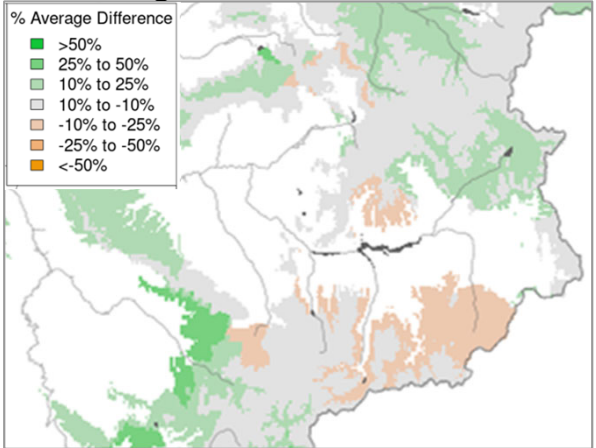 % Average Difference
>50%
25% to 50%
10% to 25%
10% to -10%
-10% to -25%
-25% to -50%
<-50%